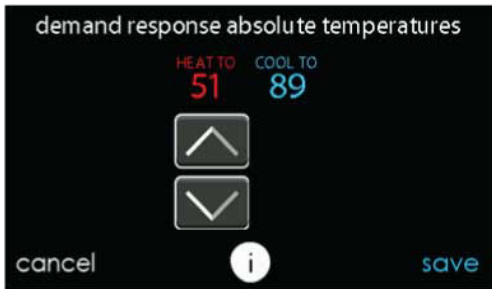 demand response absolute temperatures
HEAT TO COOL TO
51 89
cancel i save